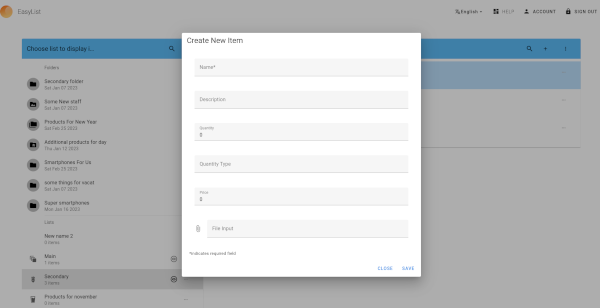 EasyList
English
HELP
ACCOUNT
SIGN OUT
Choose list to display i...
Folders
Secondary folder
Sat Jan 07 2023
Some New staff
Sat Jan 07 2023
Products For New Year
Sat Feb 25 2023
Additional products for day
Thu Jan 12 2023
Smartphones For Us
Sat Feb 25 2023
some things for vacat
Sat Jan 07 2023
Super smartphones
Mon Jan 16 2023
Lists
New name 2
0 items
Main
1 items
Secondary
3 items
Products for november
0 items
Create New Item
Name*
Description
Quantity
0
Quantity Type
Price
0
File input
*indicates required field
CLOSE
SAVE